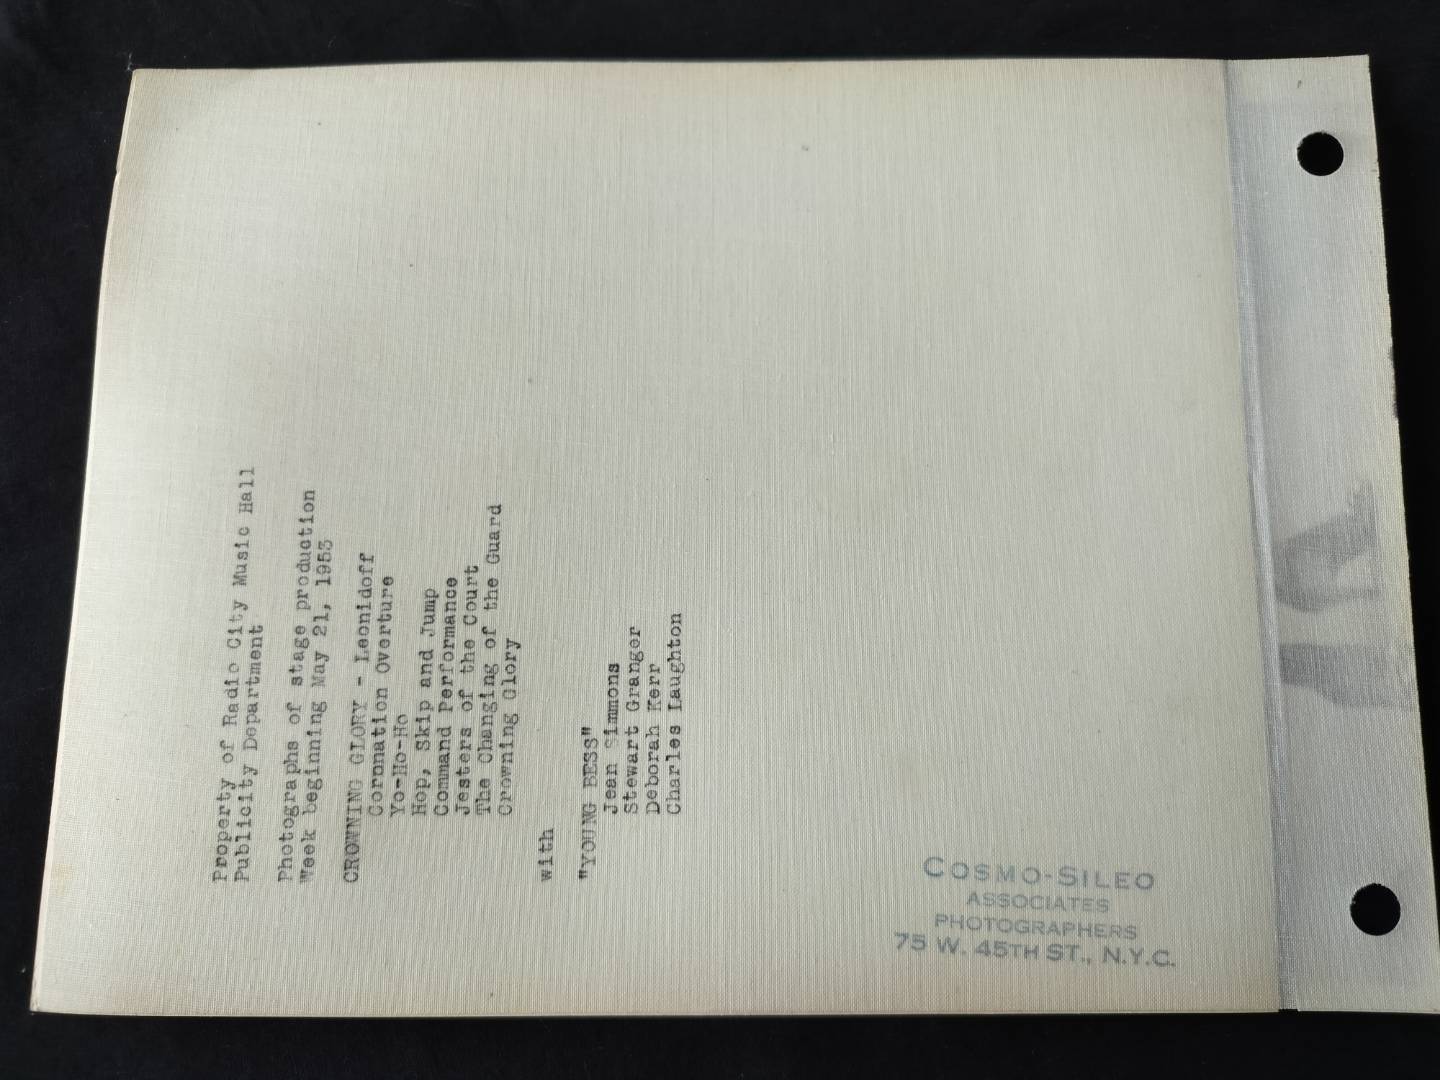 Property of Radio City Music Hall
Publicity Department
Photographs of stage production
Week beginning May 21, 1953
CROWNING GLORY - Leonidoff
Coronation Overture
Yo-Ho-Ho
Hop, Skip and Jump
Command Performance
Jesters of the Court
The Changing of the Guard
Crowning Glory
with
"YOUNG BESS"
Jean Simmons
Stewart Granger
Deborah Kerr
Charles Laughton
COSMO-SILEO
ASSOCIATES
PHOTOGRAPHERS
75 W. 45TH ST., N.Y.C.